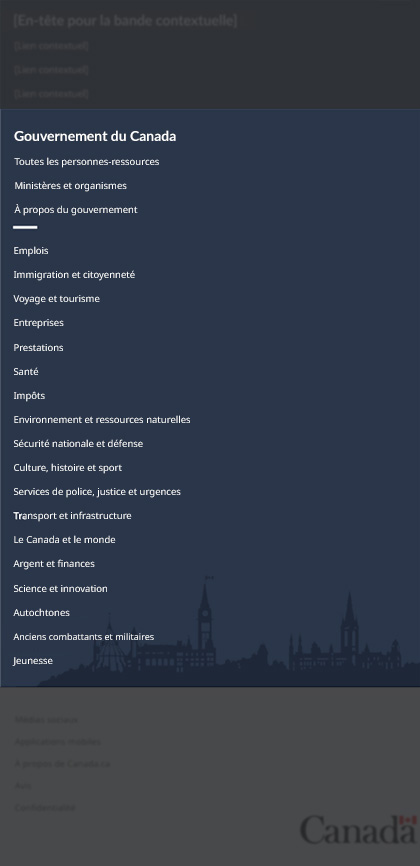 [En-tête pour la bande contextuelle]
[Lien contextuel]
[Lien contextuel]
[Lien contextuel]
Gouvernement du Canada
Toutes les personnes-ressources
Ministères et organismes
À propos du gouvernement
Emplois
Immigration et citoyenneté
Voyage et tourisme
Entreprises
Prestations
Santé
Impôts
Environnement et ressources naturelles
Sécurité nationale et défense
Culture, histoire et sport
Services de police, justice et urgences
Transport et infrastructure
Le Canada et le monde
Argent et finances
Science et innovation
Autochtones
Anciens combattants et militaires
Jeunesse
Médias sociaux
Applications mobiles
À propos de Canada.ca
Avis
Confidentialité
Canada